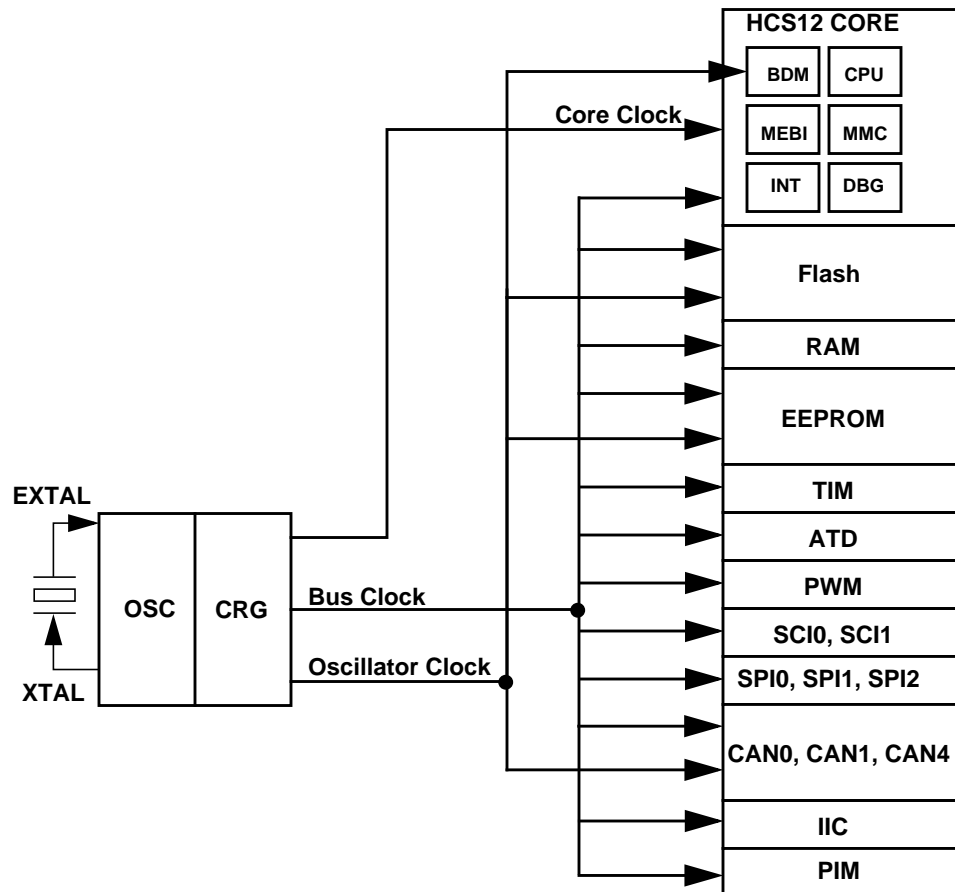 HCS12 CORE
BDM
CPU
Core Clock
MEBI
MMC
INT
DBG
Flash
RAM
EEPROM
EXTAL
TIM
ATD
OSC
CRG
Bus Clock
PWM
SCI0, SCI1
Oscillator Clock
XTAL
SPI0, SPI1, SPI2
CAN0, CAN1, CAN4
IIC
PIM